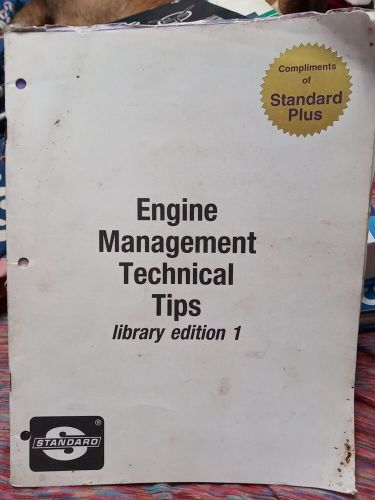 Compliments
of
Standard
Plus
Engine
Management
Technical
Tips
library edition 1
®
STANDARD